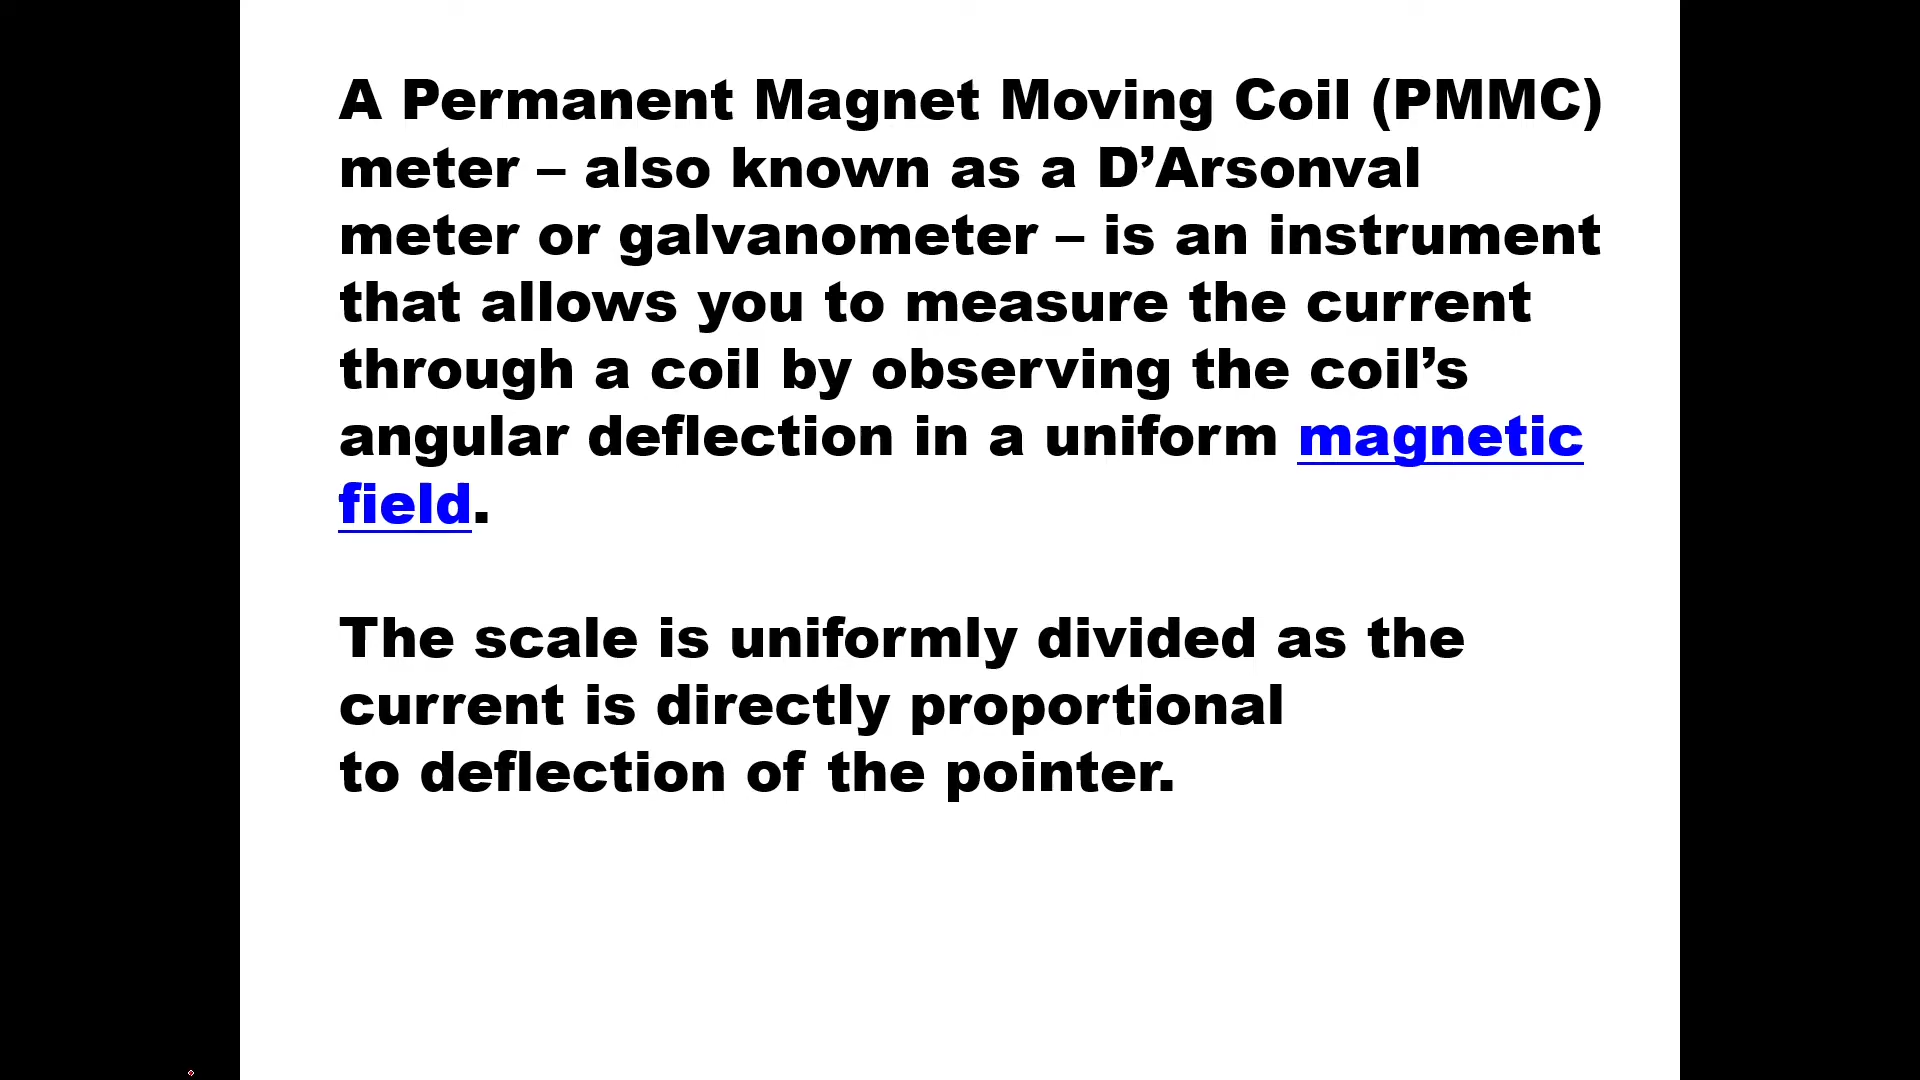 A Permanent Magnet Moving Coil (PMMC)
meter – also known as a D’Arsonval
meter or galvanometer – is an instrument
that allows you to measure the current
through a coil by observing the coil’s
angular deflection in a uniform magnetic
field.
The scale is uniformly divided as the
current is directly proportional
to deflection of the pointer.